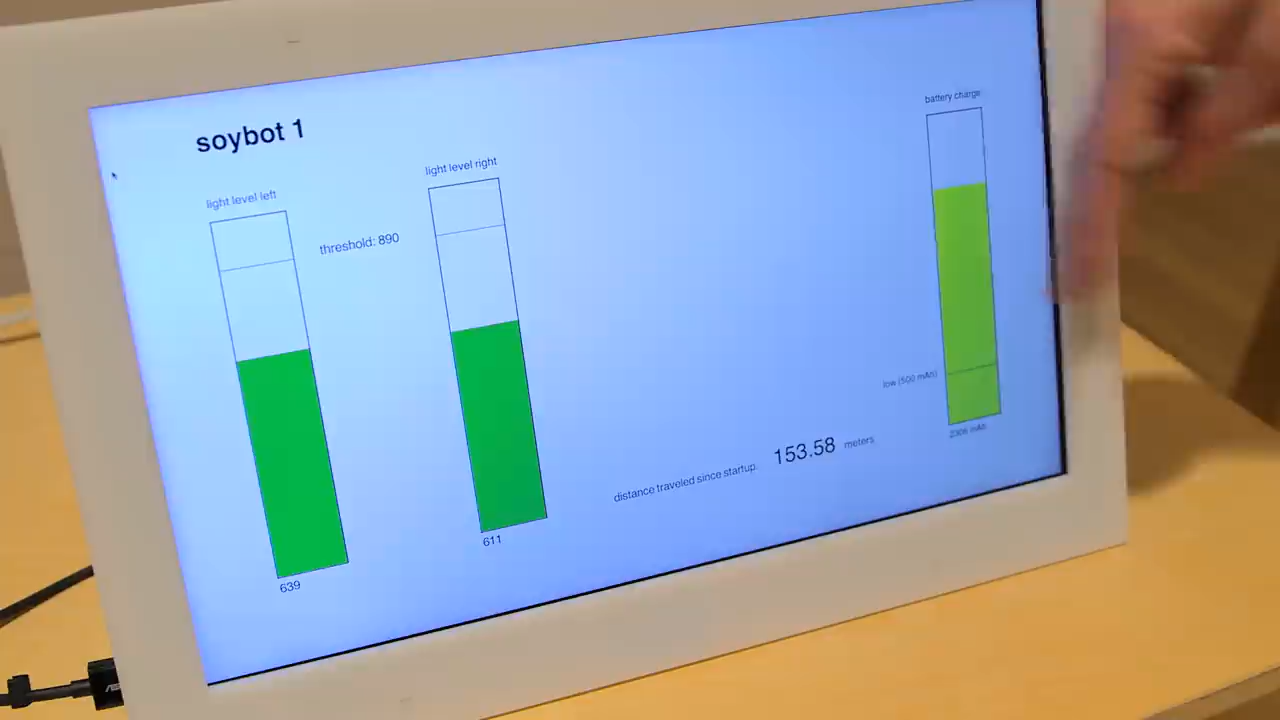 soybot 1
light level left
threshold: 890
light level right
battery charge
low (500 mAh)
639
611
distance traveled since startup:
153.58 meters
mAh